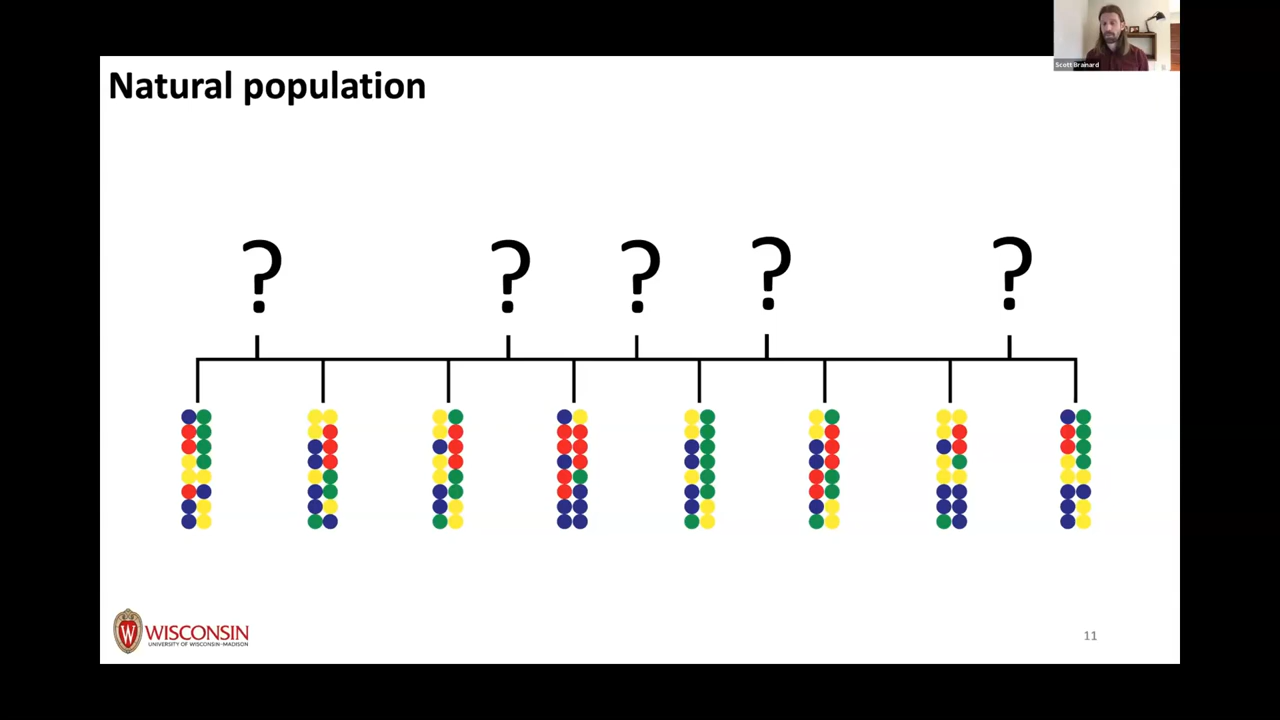 Scott Brainard
Natural population
? ? ? ? ?
W WISCONSIN
UNIVERSITY OF WISCONSIN–MADISON
11